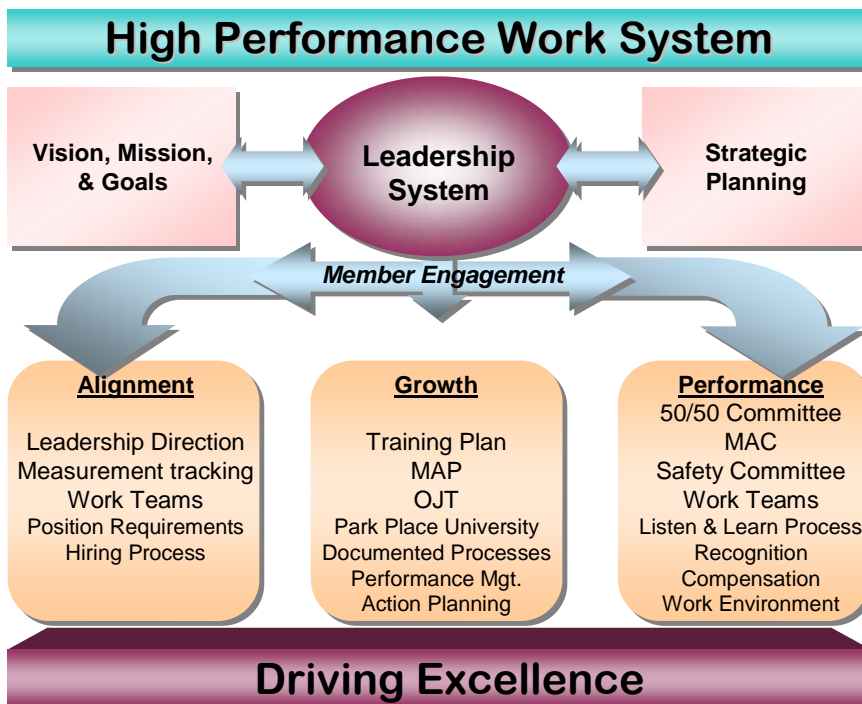 High Performance Work System
Vision, Mission,
& Goals
Leadership
System
Strategic
Planning
Member Engagement
Alignment
Leadership Direction
Measurement tracking
Work Teams
Position Requirements
Hiring Process
Growth
Training Plan
MAP
OJT
Park Place University
Documented Processes
Performance Mgt.
Action Planning
Performance
50/50 Committee
MAC
Safety Committee
Work Teams
Listen & Learn Process
Recognition
Compensation
Work Environment
Driving Excellence